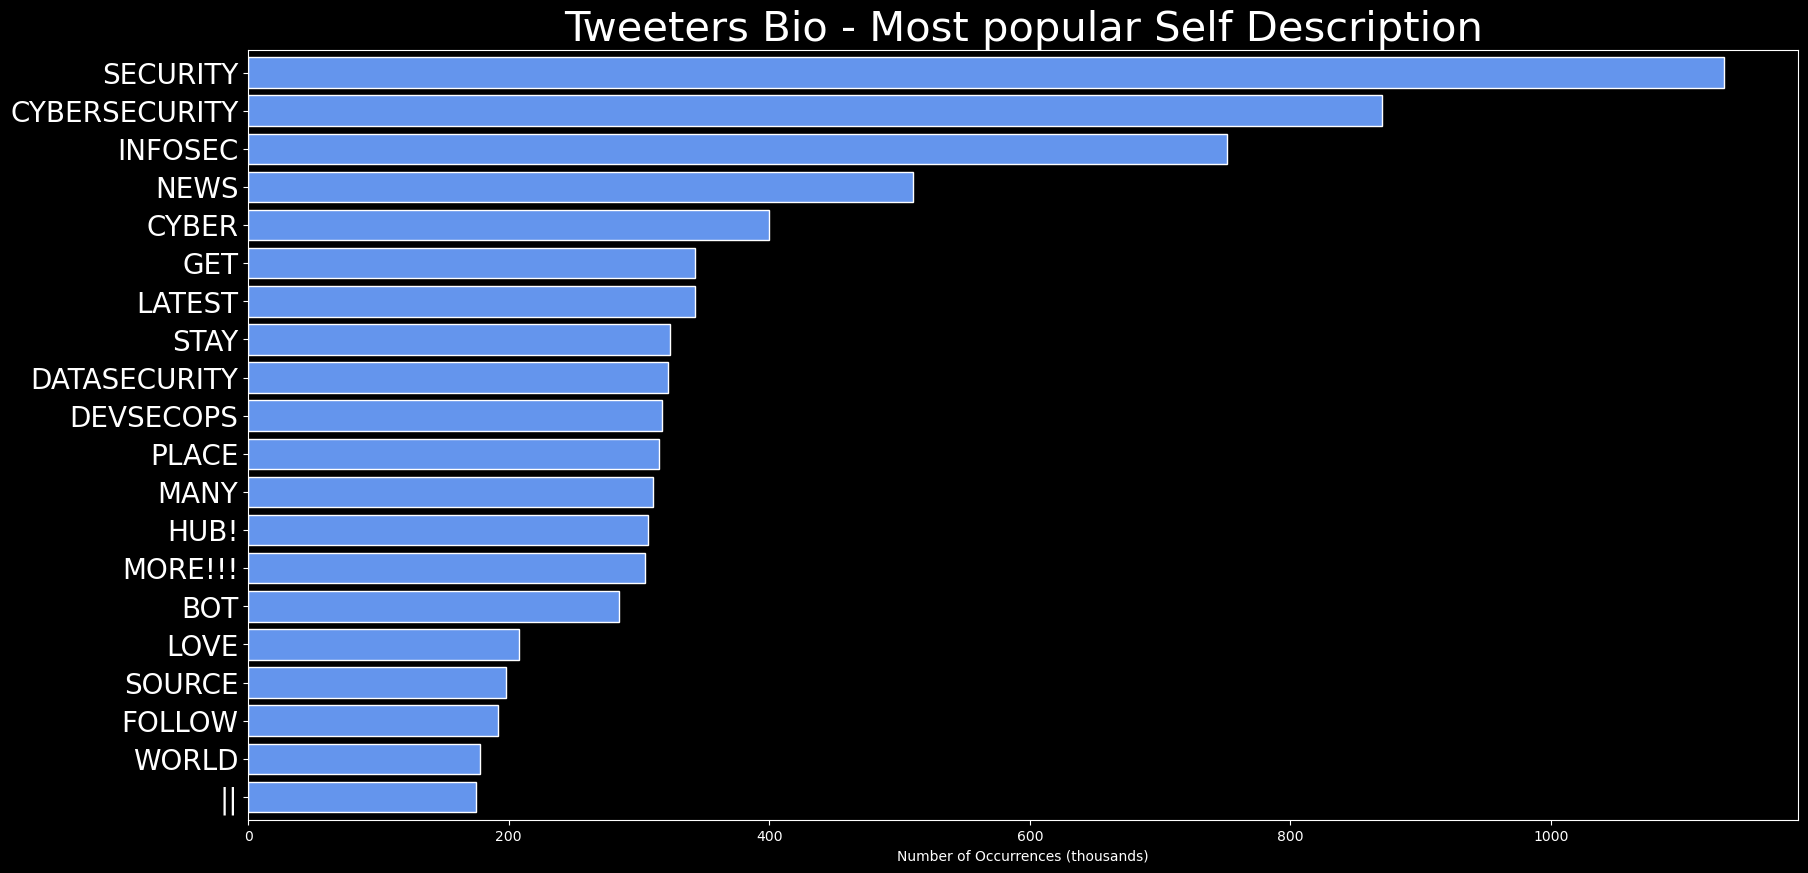 Tweeters Bio - Most popular Self Description
SECURITY
CYBERSECURITY
INFOSEC
NEWS
CYBER
GET
LATEST
STAY
DATASECURITY
DEVSECOPS
PLACE
MANY
HUB!
MORE!!!
BOT
LOVE
SOURCE
FOLLOW
WORLD
||
0 200 400 600 800 1000
Number of Occurrences (thousands)